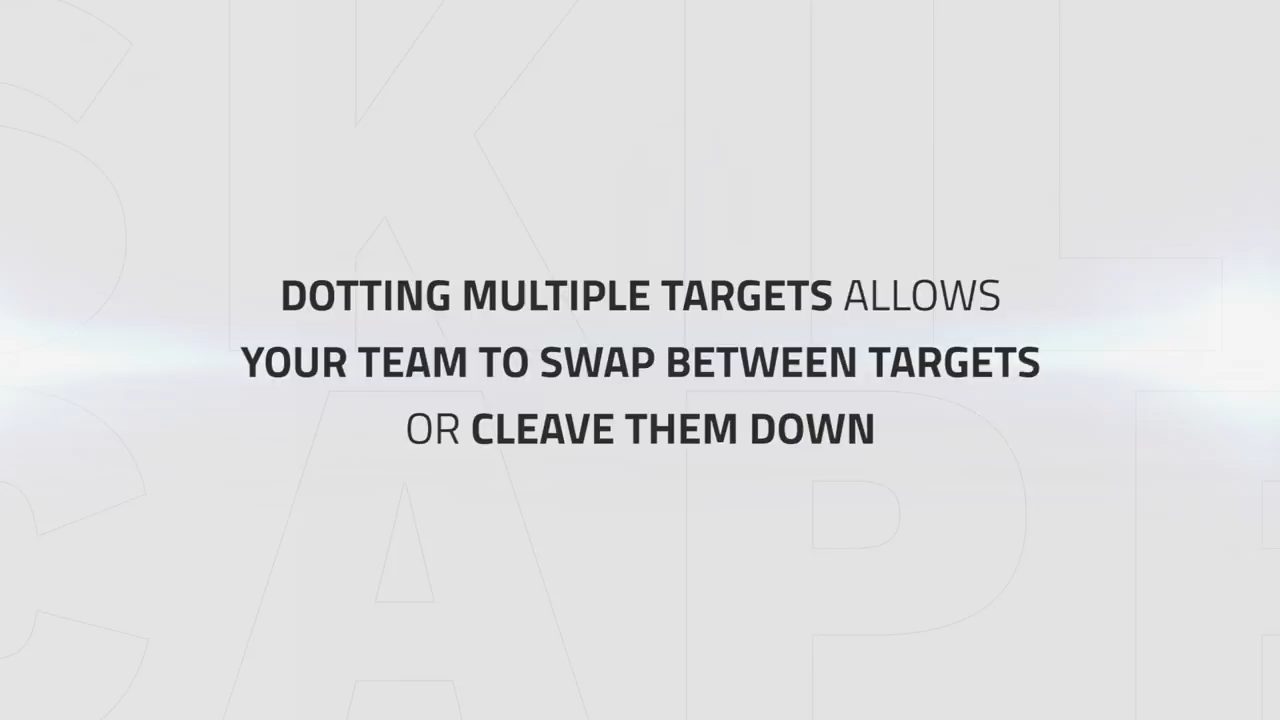 DOTTING MULTIPLE TARGETS ALLOWS
YOUR TEAM TO SWAP BETWEEN TARGETS
OR CLEAVE THEM DOWN